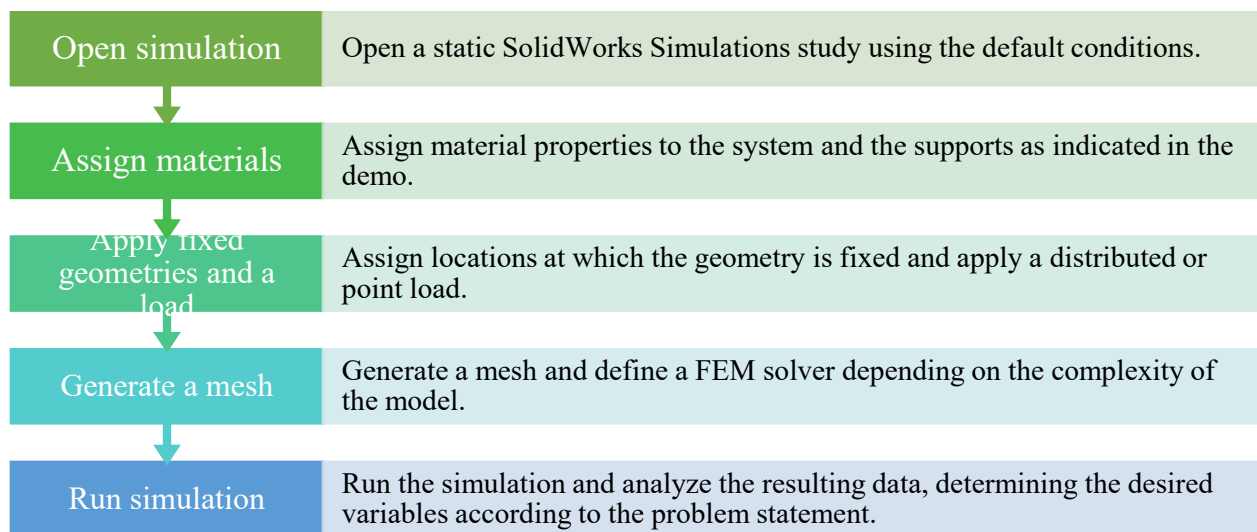 Open simulation
Open a static SolidWorks Simulations study using the default conditions.
Assign materials
Assign material properties to the system and the supports as indicated in the
demo.
Apply fixed
geometries and a
load
Assign locations at which the geometry is fixed and apply a distributed or
point load.
Generate a mesh
Generate a mesh and define a FEM solver depending on the complexity of
the model.
Run simulation
Run the simulation and analyze the resulting data, determining the desired
variables according to the problem statement.